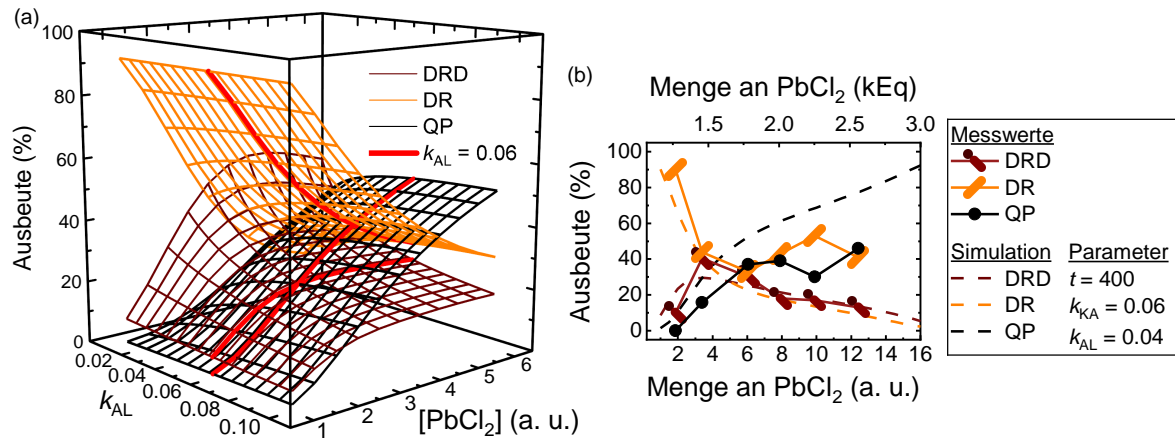 (a)
100
80
60
40
20
0
Ausbeute (%)
DRD
DR
QP
k_AL = 0.06
0.02
0.04
0.06
0.08
0.10
k_AL
1
2
3
4
5
6
[PbCl₂] (a. u.)
(b)
Menge an PbCl₂ (kEq)
1.5 2.0 2.5 3.0
100
80
60
40
20
0
Ausbeute (%)
2 4 6 8 10 12 14 16
Menge an PbCl₂ (a. u.)
Messwerte
DRD
DR
QP
Simulation Parameter
DRD t = 400
DR k_KA = 0.06
QP k_AL = 0.04